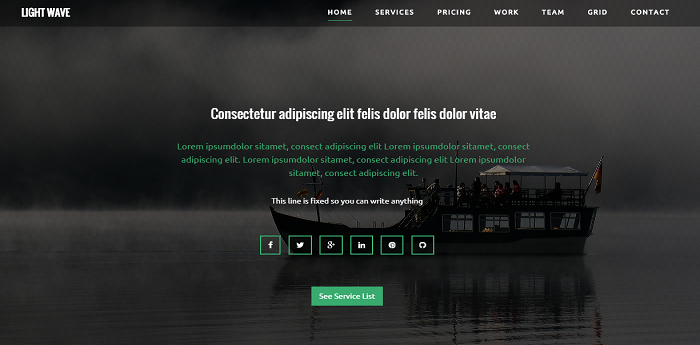 LIGHT WAVE
HOME SERVICES PRICING WORK TEAM GRID CONTACT
Consectetur adipiscing elit felis dolor felis dolor vitae
Lorem ipsumdolor sitamet, consect adipiscing elit Lorem ipsumdolor sitamet, consect
adipiscing elit. Lorem ipsumdolor sitamet, consect adipiscing elit Lorem ipsumdolor
sitamet, consect adipiscing elit.
This line is fixed so you can write anything
See Service List